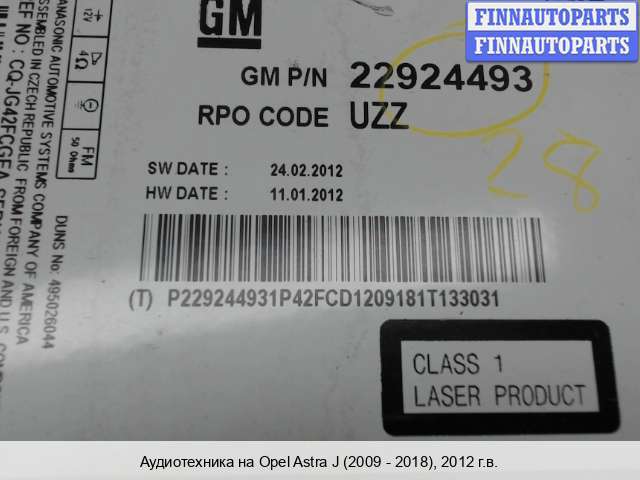 FINNAUTOPARTS
FINNAUTOPARTS
GM
GM P/N 22924493
RPO CODE UZZ
28
SW DATE : 24.02.2012
HW DATE : 11.01.2012
(T) P229244931P42FCD1209181T133031
CLASS 1
LASER PRODUCT
12V
4Ω
FM
50 Ohms
PANASONIC AUTOMOTIVE SYSTEMS COMPANY OF AMERICA
ASSEMBLED IN CZECH REPUBLIC FROM FOREIGN AND U.S.
DUNS No: 495026044
REF NO : CQ-JG42FCGEA
Аудиотехника на Opel Astra J (2009 - 2018), 2012 г.в.